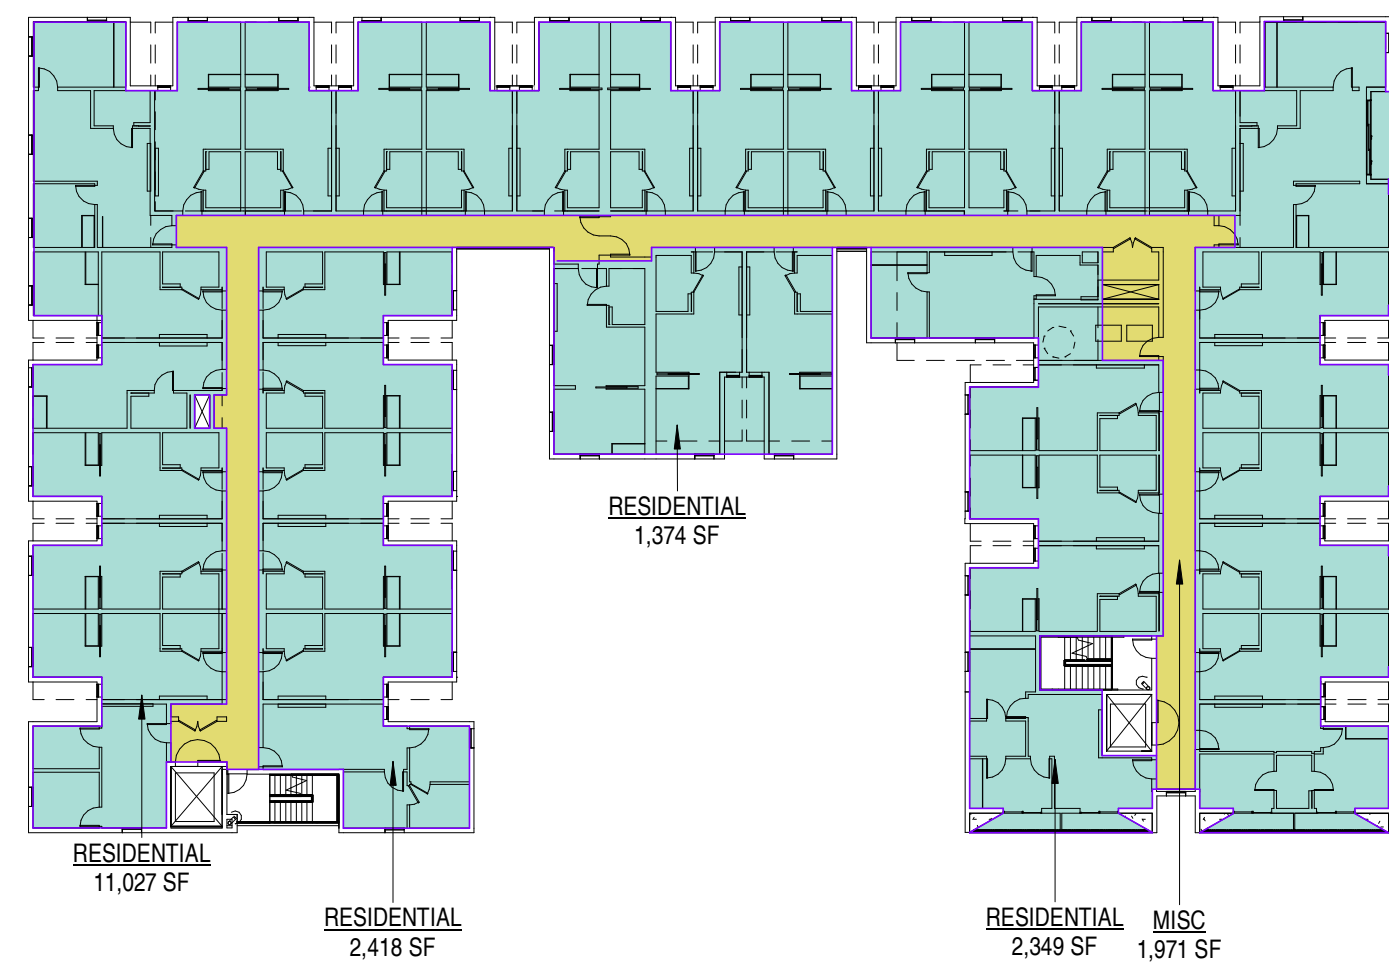 RESIDENTIAL
1,374 SF
RESIDENTIAL
11,027 SF
RESIDENTIAL
2,418 SF
RESIDENTIAL
2,349 SF
MISC
1,971 SF